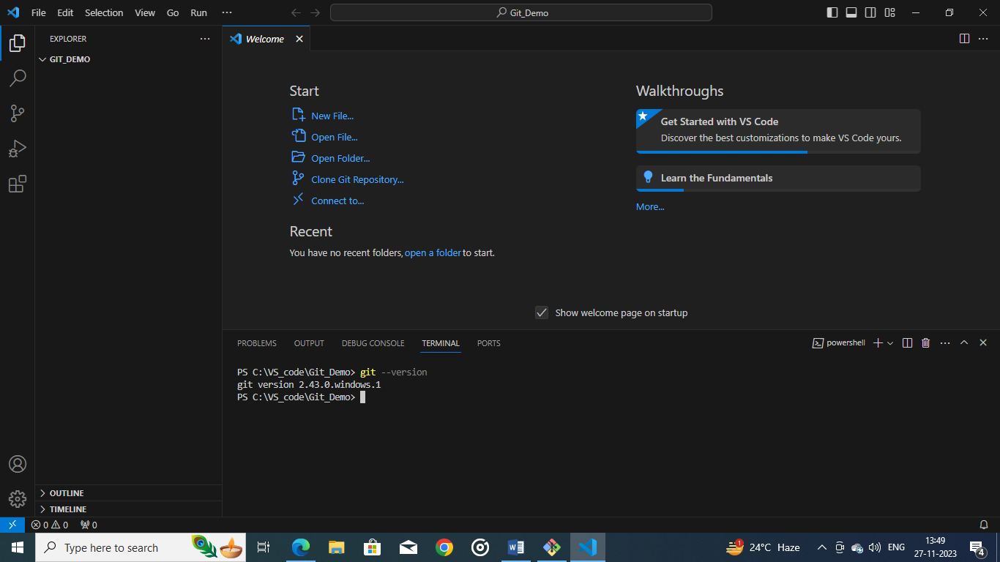 File Edit Selection View Go Run ···
Git_Demo
EXPLORER ···
GIT_DEMO
Welcome
Start
New File...
Open File...
Open Folder...
Clone Git Repository...
Connect to...
Recent
You have no recent folders, open a folder to start.
Walkthroughs
Get Started with VS Code
Discover the best customizations to make VS Code yours.
Learn the Fundamentals
More...
Show welcome page on startup
PROBLEMS OUTPUT DEBUG CONSOLE TERMINAL PORTS
powershell
PS C:\VS_code\Git_Demo> git --version
git version 2.43.0.windows.1
PS C:\VS_code\Git_Demo>
OUTLINE
TIMELINE
0 0 0
Type here to search
1
24°C Haze
ENG
13:49
27-11-2023
4